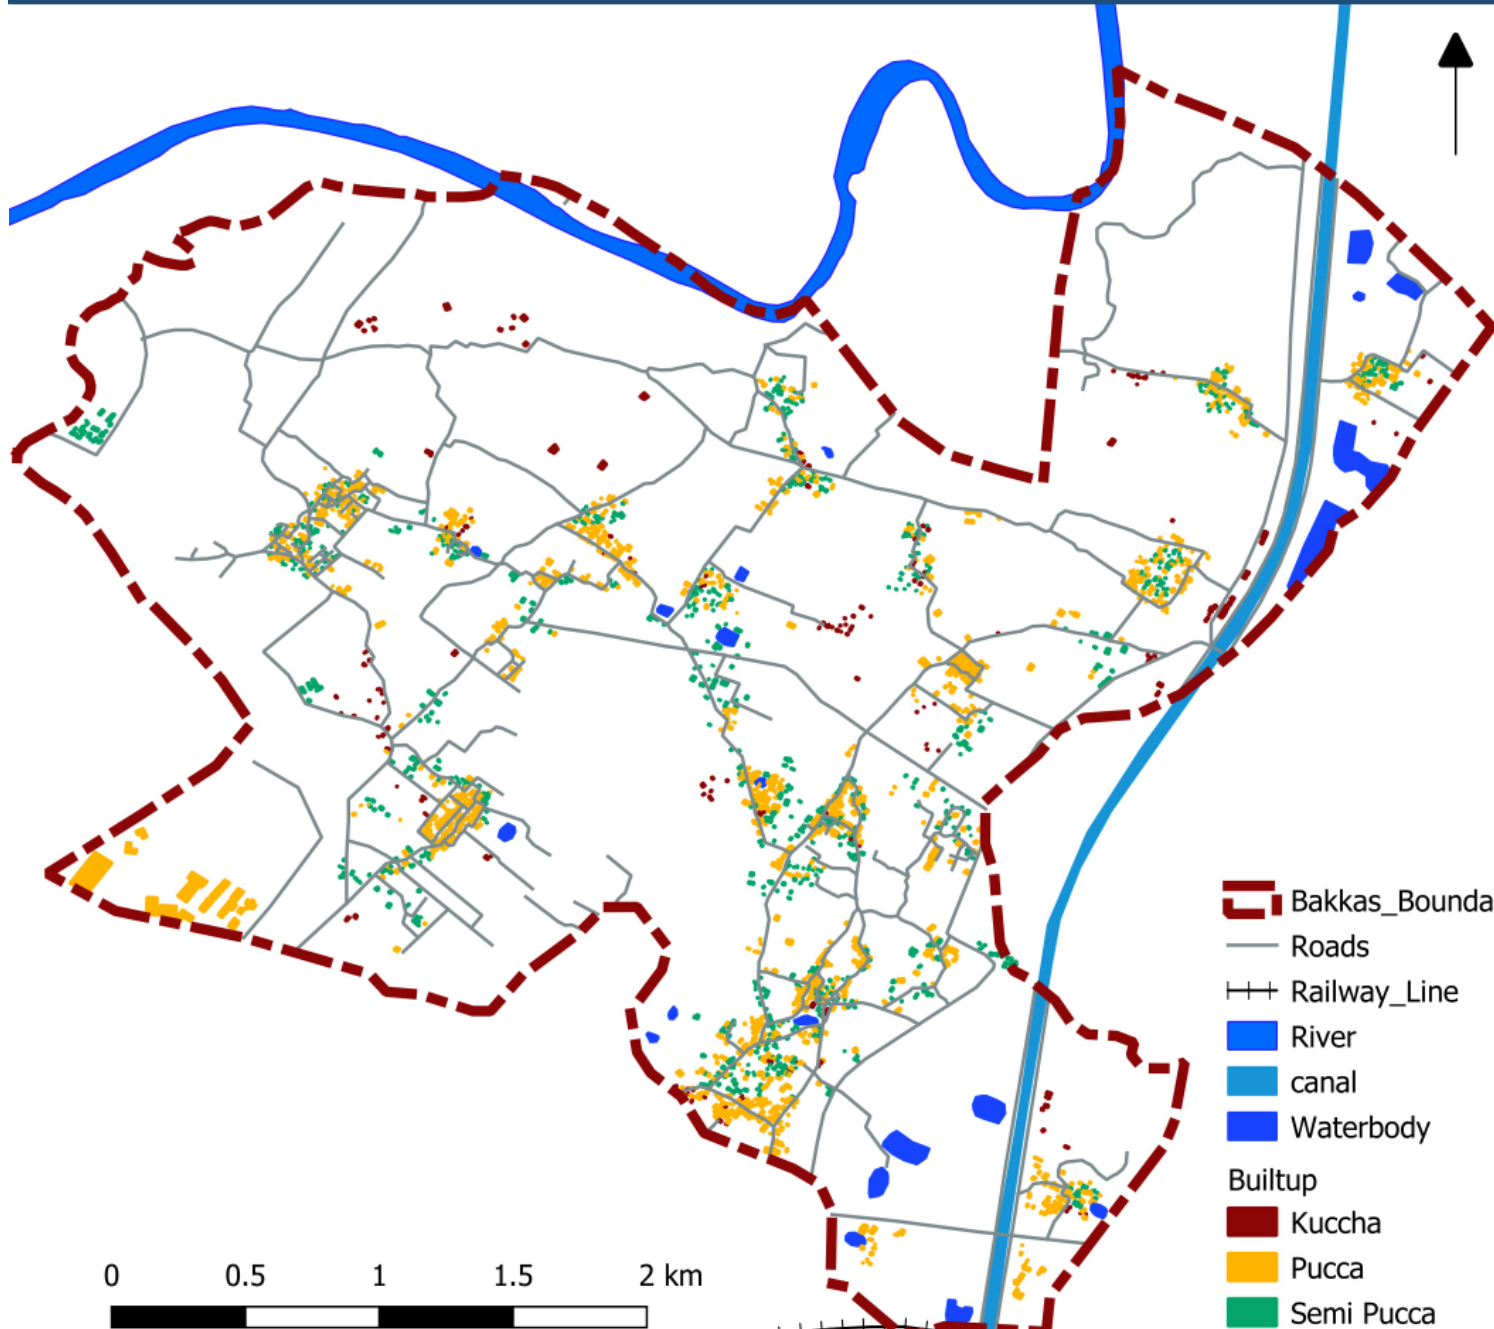 Bakkas_Bounda
Roads
Railway_Line
River
canal
Waterbody
Builtup
Kuccha
Pucca
Semi Pucca
0 0.5 1 1.5 2 km